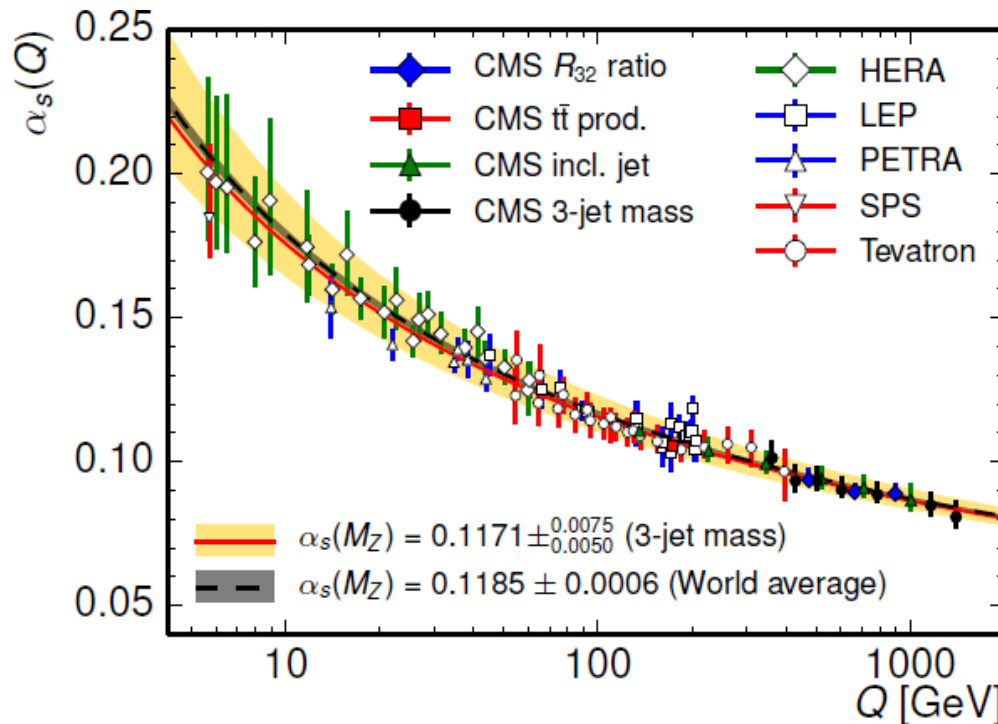 0.25
0.20
0.15
0.10
0.05
αs(Q)
CMS R32 ratio
CMS tt̄ prod.
CMS incl. jet
CMS 3-jet mass
HERA
LEP
PETRA
SPS
Tevatron
αs(MZ) = 0.1171 ±0.0075 0.0050 (3-jet mass)
αs(MZ) = 0.1185 ± 0.0006 (World average)
10 100 1000
Q [GeV]